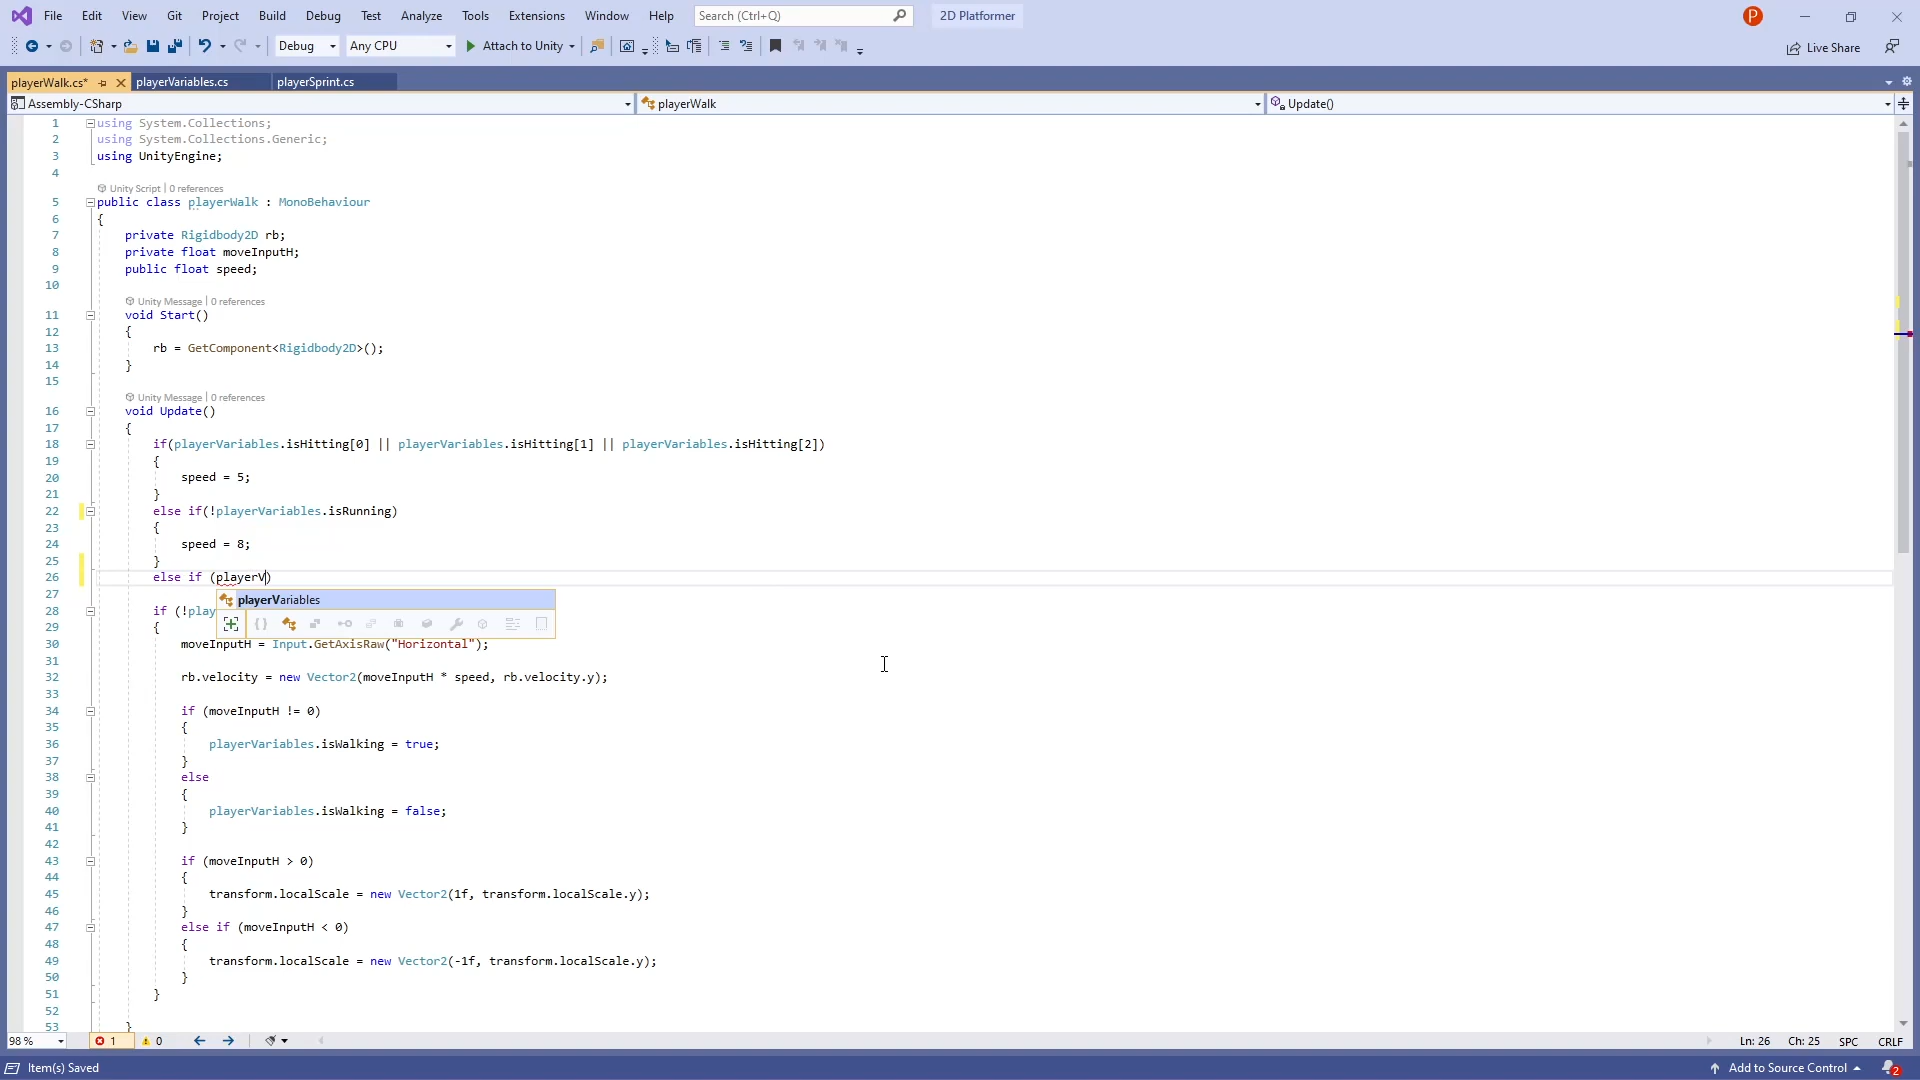 File Edit View Git Project Build Debug Test Analyze Tools Extensions Window Help Search (Ctrl+Q) 2D Platformer P
Debug Any CPU Attach to Unity Live Share
playerWalk.cs* playerVariables.cs playerSprint.cs
Assembly-CSharp playerWalk Update()
1 using System.Collections;
2 using System.Collections.Generic;
3 using UnityEngine;
4
Unity Script | 0 references
5 public class playerWalk : MonoBehaviour
6 {
7 private Rigidbody2D rb;
8 private float moveInputH;
9 public float speed;
10
Unity Message | 0 references
11 void Start()
12 {
13 rb = GetComponent<Rigidbody2D>();
14 }
15
Unity Message | 0 references
16 void Update()
17 {
18 if(playerVariables.isHitting[0] || playerVariables.isHitting[1] || playerVariables.isHitting[2])
19 {
20 speed = 5;
21 }
22 else if(!playerVariables.isRunning)
23 {
24 speed = 8;
25 }
26 else if (playerV)
27 playerVariables
28 if (!play
29 {
30 moveInputH = Input.GetAxisRaw("Horizontal");
31
32 rb.velocity = new Vector2(moveInputH * speed, rb.velocity.y);
33
34 if (moveInputH != 0)
35 {
36 playerVariables.isWalking = true;
37 }
38 else
39 {
40 playerVariables.isWalking = false;
41 }
42
43 if (moveInputH > 0)
44 {
45 transform.localScale = new Vector2(1f, transform.localScale.y);
46 }
47 else if (moveInputH < 0)
48 {
49 transform.localScale = new Vector2(-1f, transform.localScale.y);
50 }
51 }
52
53 }
98 % 1 0 Ln: 26 Ch: 25 SPC CRLF
Item(s) Saved Add to Source Control 2